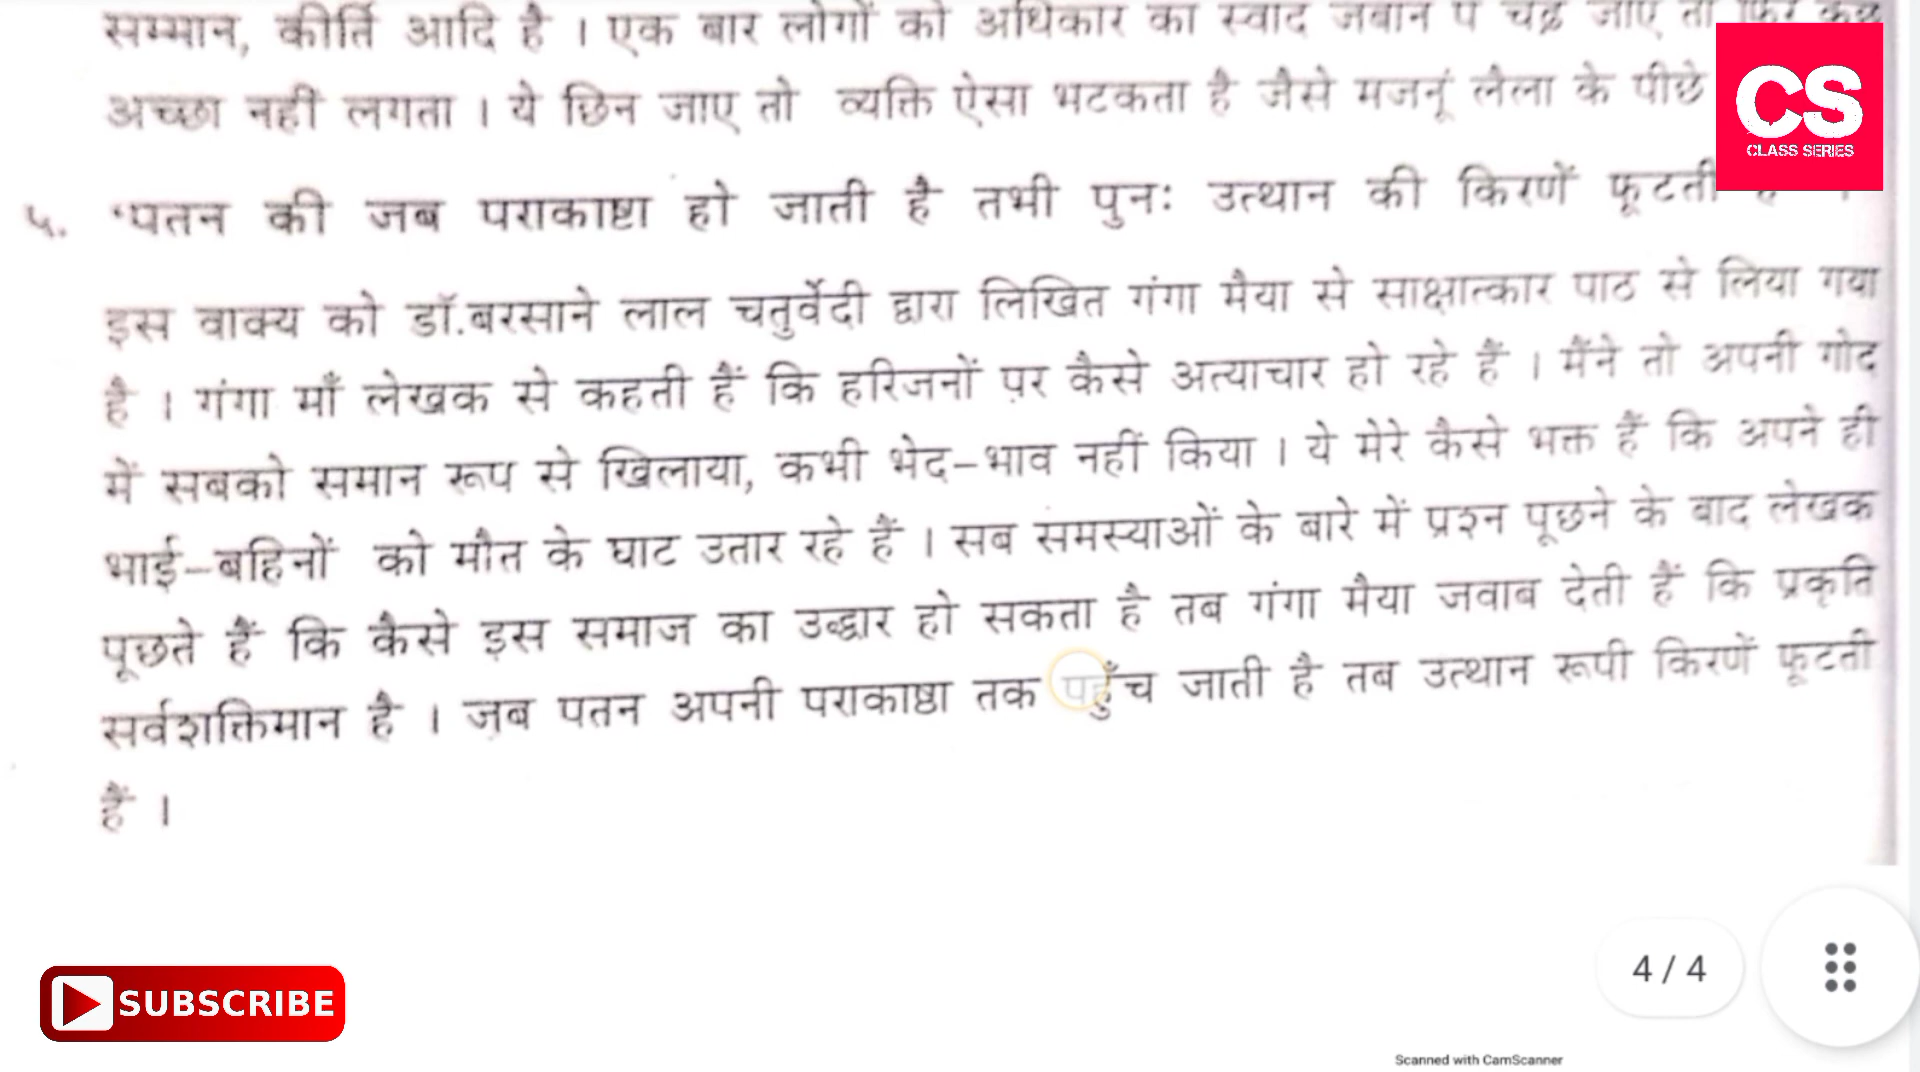 सम्मान, कीर्ति आदि है । एक बार लोगों को अधिकार का स्वाद जबान प चढ़ जाए तो फिर कुछ
अच्छा नहीं लगता । ये छिन जाए तो व्यक्ति ऐसा भटकता है जैसे मजनूं लैला के पीछे
CS
CLASS SERIES
५. 'पतन की जब पराकाष्टा हो जाती है तभी पुनः उत्थान की किरणें फूटती
इस वाक्य को डॉ.बरसाने लाल चतुर्वेदी द्वारा लिखित गंगा मैया से साक्षात्कार पाठ से लिया गया
है । गंगा माँ लेखक से कहती हैं कि हरिजनों पर कैसे अत्याचार हो रहे हैं । मैंने तो अपनी गोद
में सबको समान रूप से खिलाया, कभी भेद-भाव नहीं किया । ये मेरे कैसे भक्त हैं कि अपने ही
भाई-बहिनों को मौत के घाट उतार रहे हैं । सब समस्याओं के बारे में प्रश्न पूछने के बाद लेखक
पूछते हैं कि कैसे इस समाज का उद्धार हो सकता है तब गंगा मैया जवाब देती हैं कि प्रकृति
सर्वशक्तिमान है । जब पतन अपनी पराकाष्ठा तक पहुँच जाती है तब उत्थान रूपी किरणें फूटती
हैं ।
SUBSCRIBE
4 / 4
Scanned with CamScanner